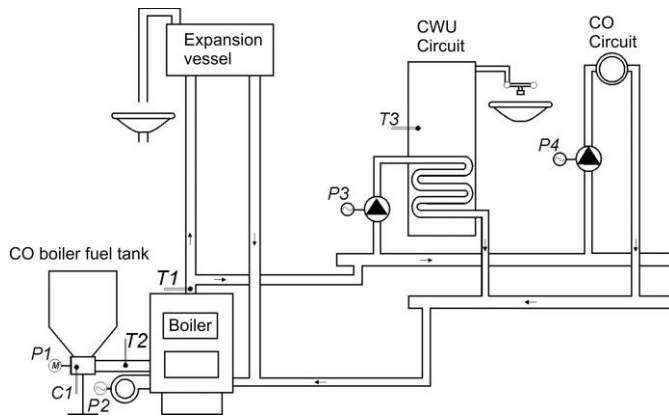 Expansion
vessel
CWU
Circuit
CO
Circuit
T3
P4
P3
CO boiler fuel tank
T1
Boiler
T2
P1
M
C1
P2